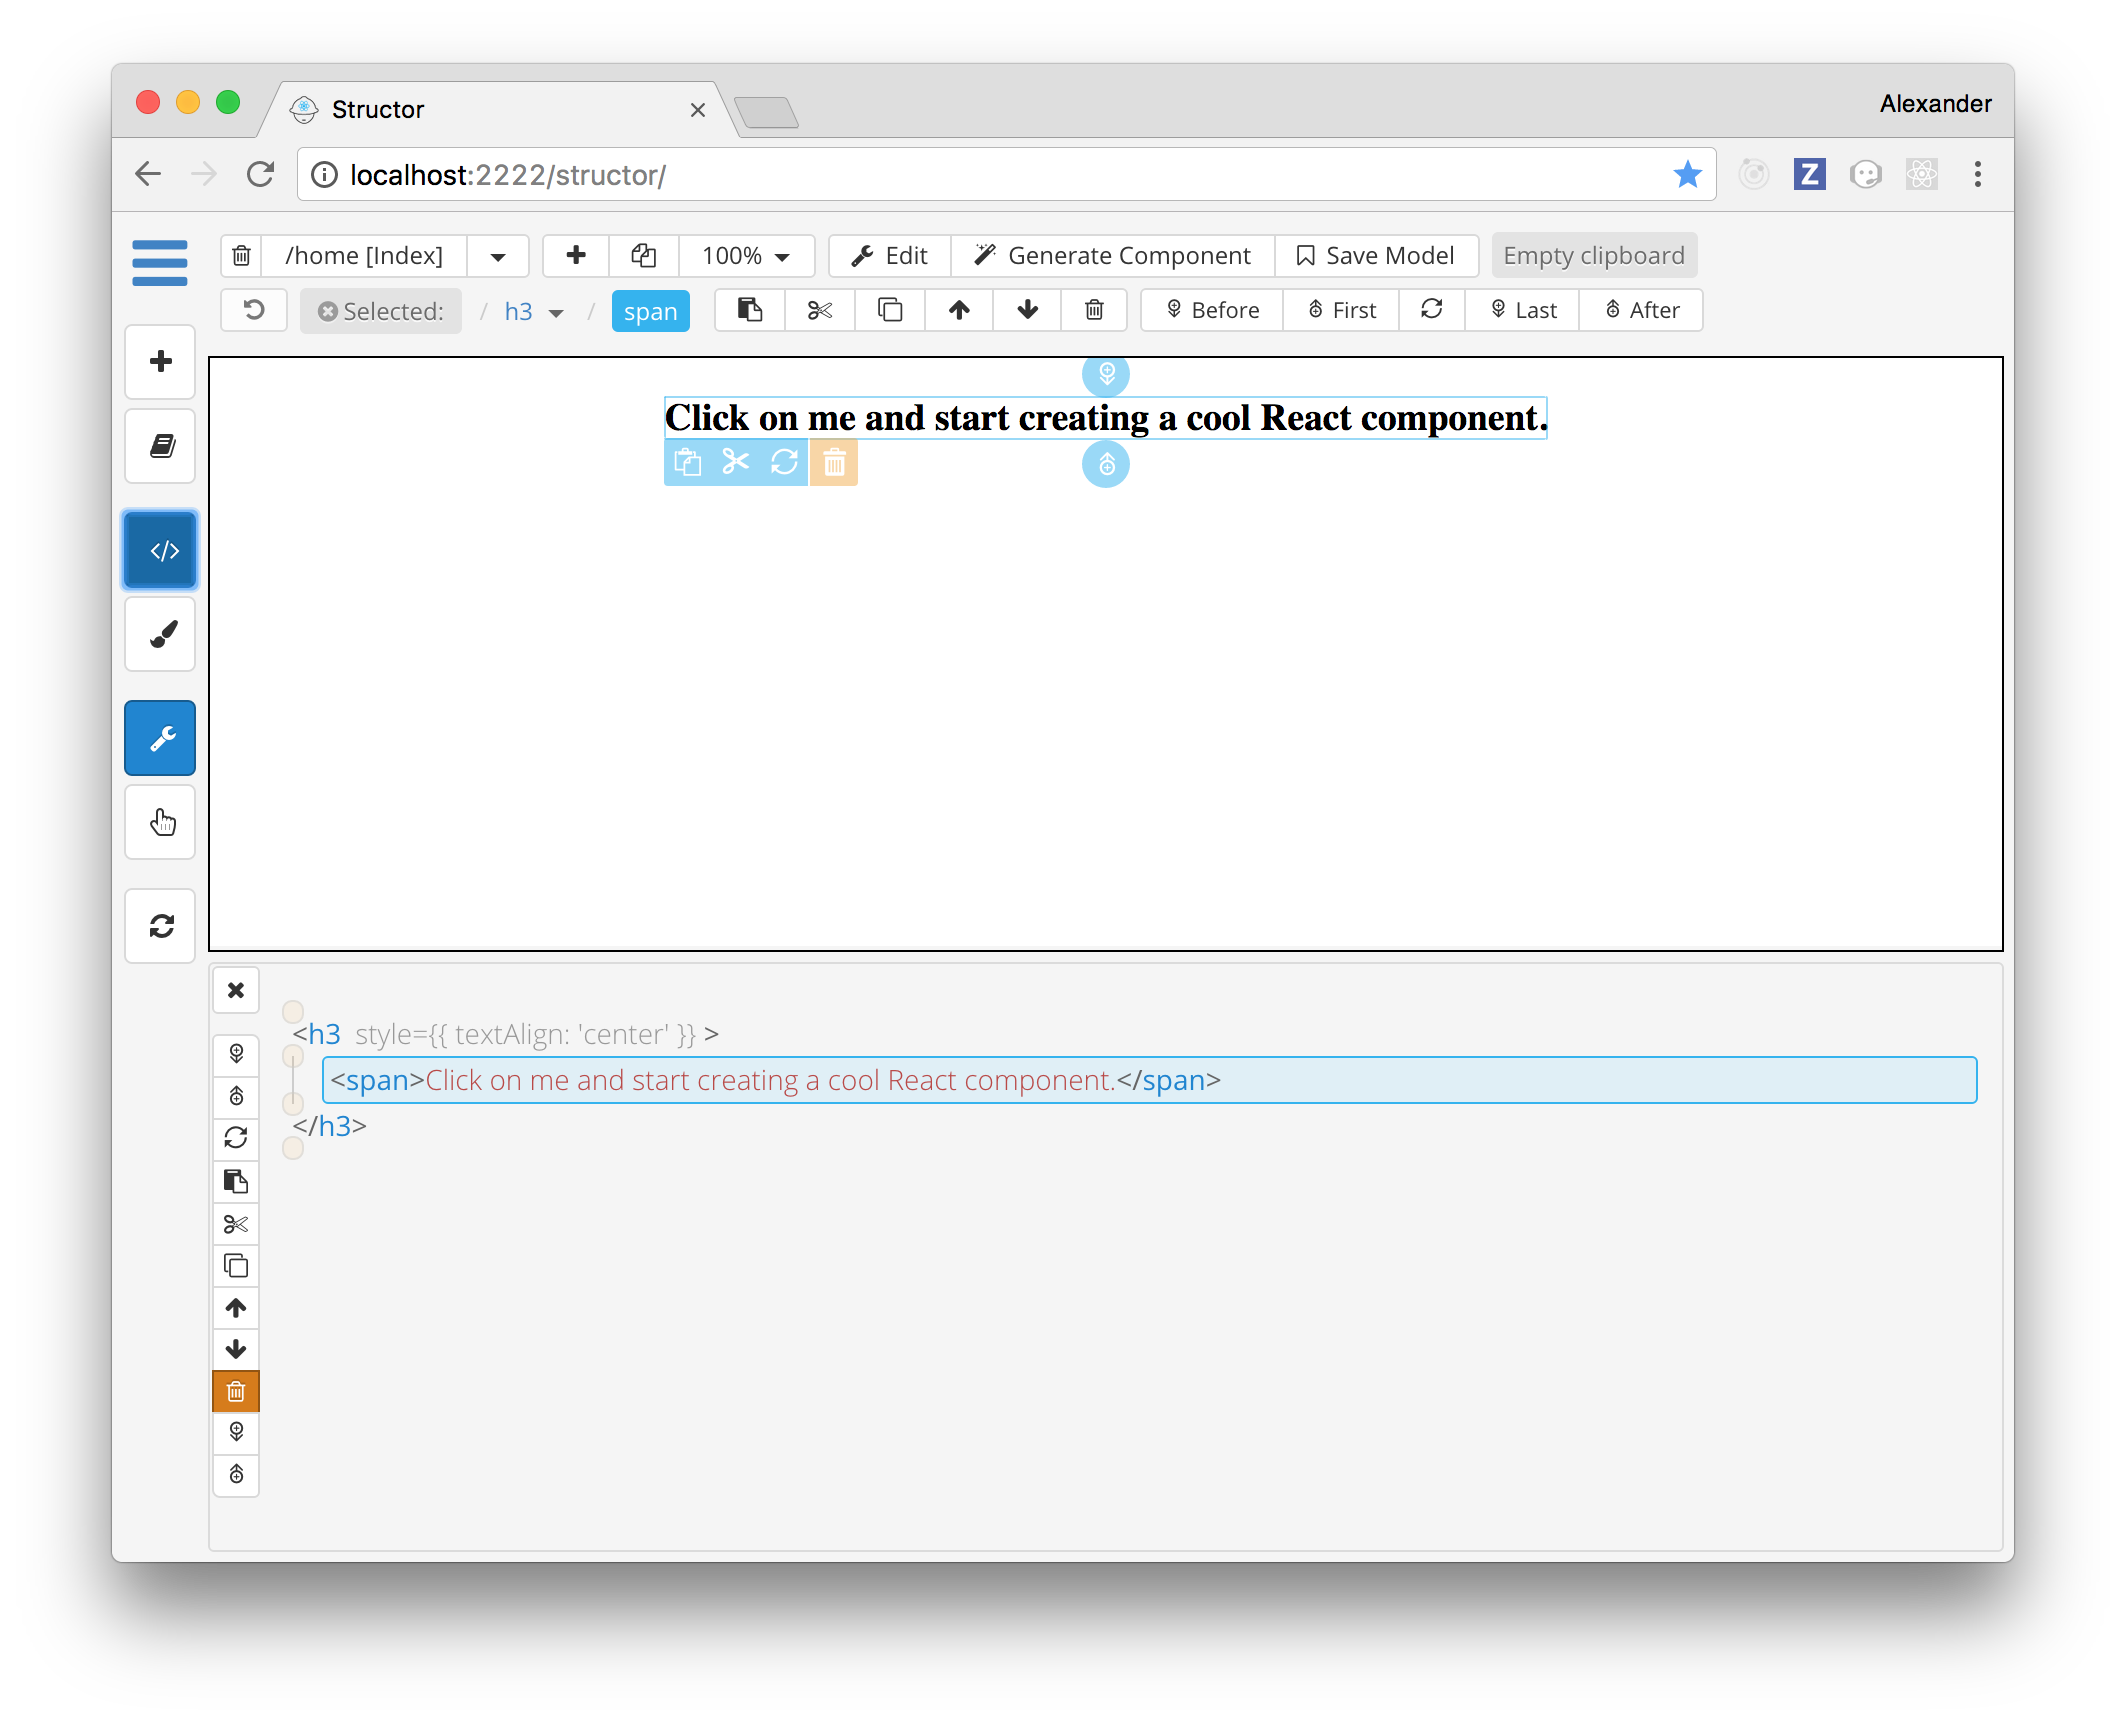 Structor
Alexander
localhost:2222/structor/
Z
/home [Index] 100% Edit Generate Component Save Model Empty clipboard
Selected: / h3 / span Before First Last After
Click on me and start creating a cool React component.
</>
<h3 style={{ textAlign: 'center' }} >
<span>Click on me and start creating a cool React component.</span>
</h3>